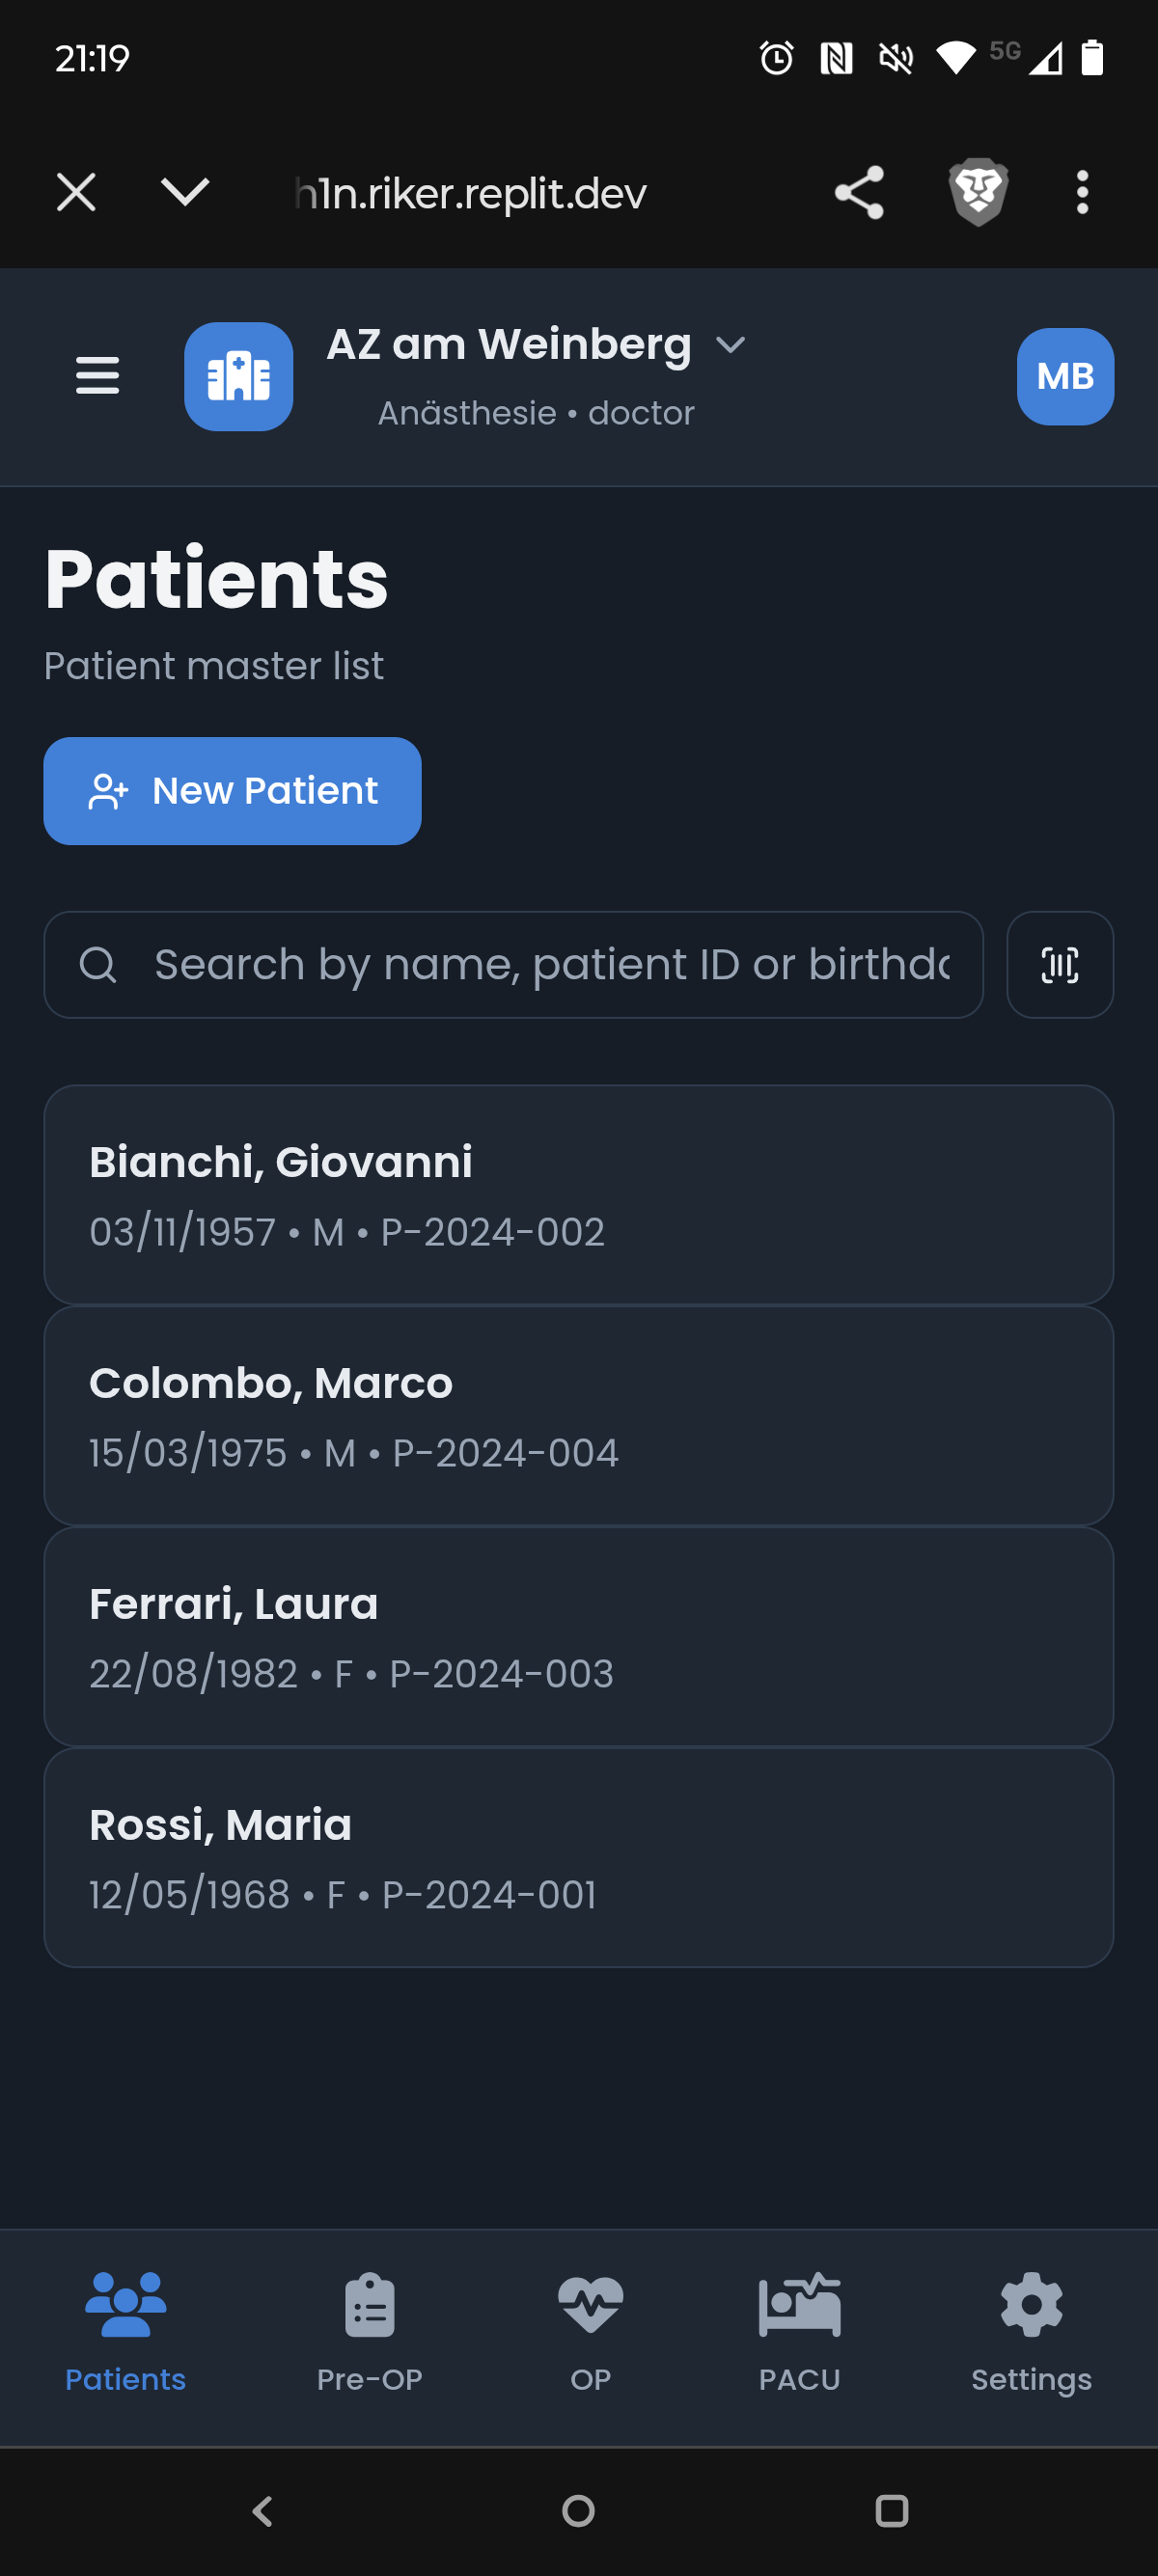 21:19
5G
h1n.riker.replit.dev
AZ am Weinberg
Anästhesie • doctor
MB
Patients
Patient master list
New Patient
Search by name, patient ID or birthda
Bianchi, Giovanni
03/11/1957 • M • P-2024-002
Colombo, Marco
15/03/1975 • M • P-2024-004
Ferrari, Laura
22/08/1982 • F • P-2024-003
Rossi, Maria
12/05/1968 • F • P-2024-001
Patients
Pre-OP
OP
PACU
Settings